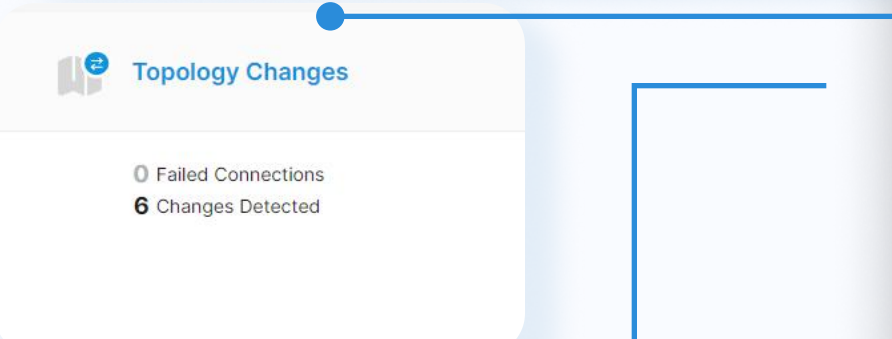 Topology Changes
0 Failed Connections
6 Changes Detected